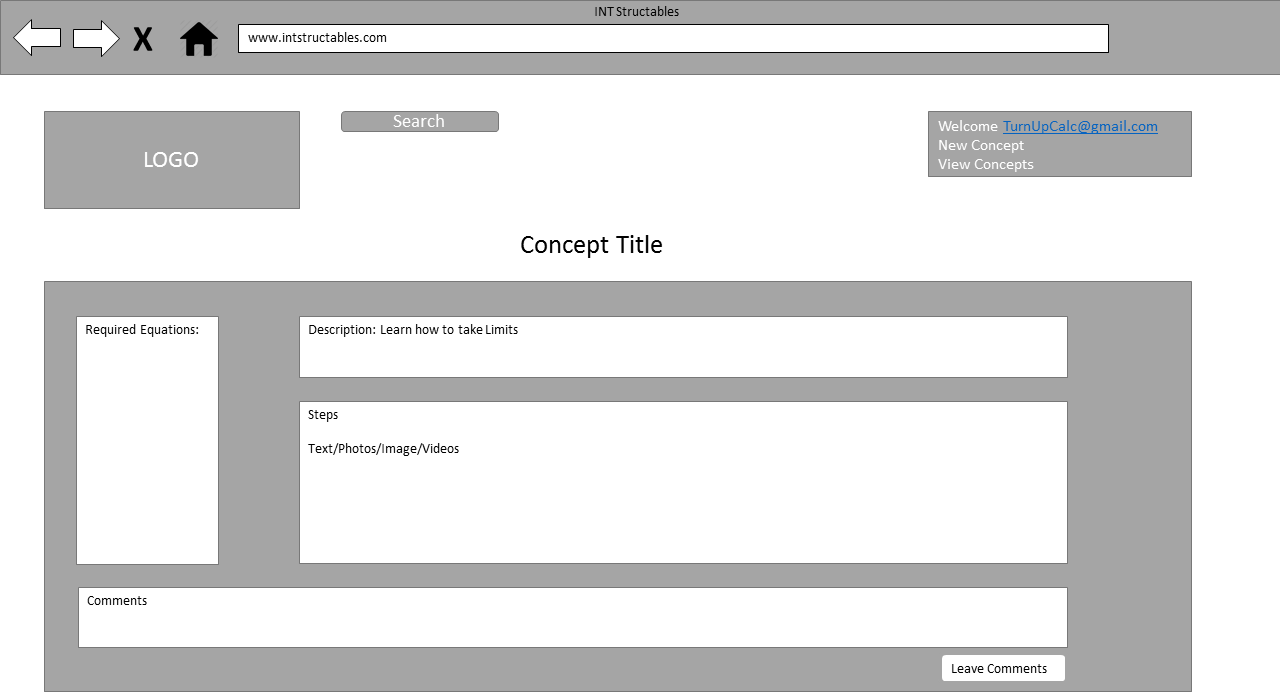 INT Structables
X
www.intstructables.com
LOGO
Search
Welcome TurnUpCalc@gmail.com
New Concept
View Concepts
Concept Title
Required Equations:
Description: Learn how to take Limits
Steps
Text/Photos/Image/Videos
Comments
Leave Comments